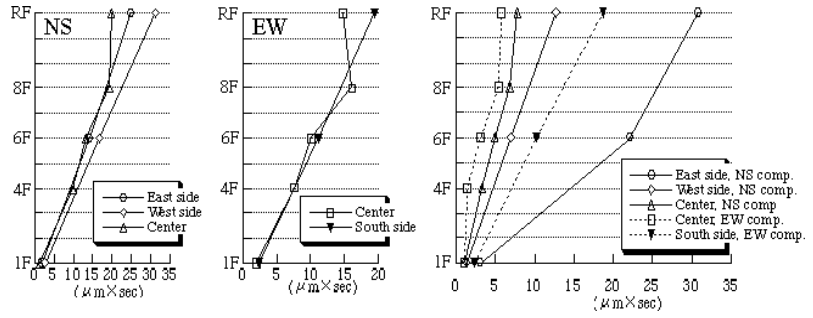 NS
RF
8F
6F
4F
1F
East side
West side
Center
0 5 10 15 20 25 30 35
(μm×sec)
EW
RF
8F
6F
4F
1F
Center
South side
0 5 10 15 20
(μm×sec)
RF
8F
6F
4F
1F
East side, NS comp.
West side, NS comp.
Center, NS comp
Center, EW comp.
South side, EW comp.
0 5 10 15 20 25 30 35
(μm×sec)